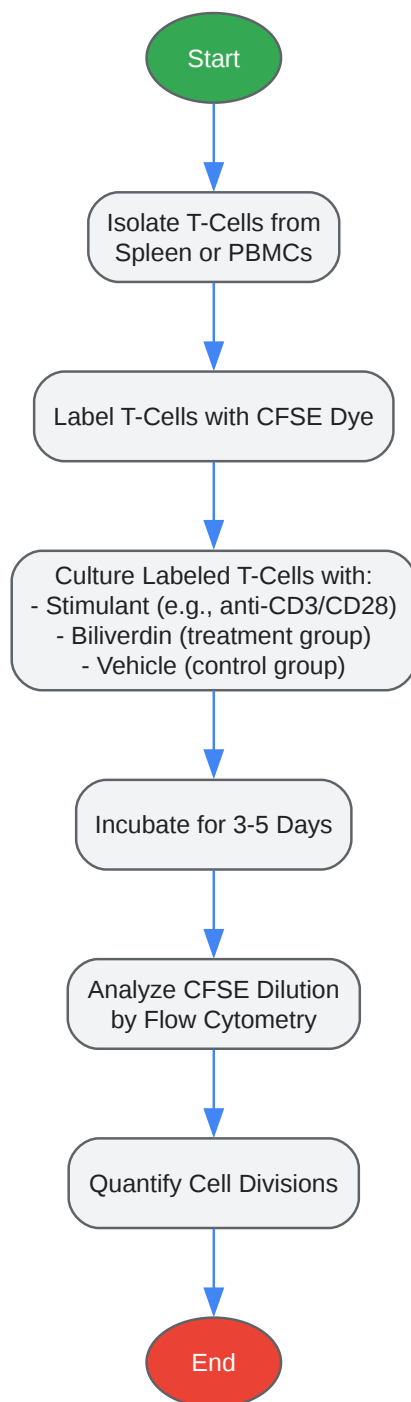 Start
Isolate T-Cells from
Spleen or PBMCs
Label T-Cells with CFSE Dye
Culture Labeled T-Cells with:
- Stimulant (e.g., anti-CD3/CD28)
- Biliverdin (treatment group)
- Vehicle (control group)
Incubate for 3-5 Days
Analyze CFSE Dilution
by Flow Cytometry
Quantify Cell Divisions
End